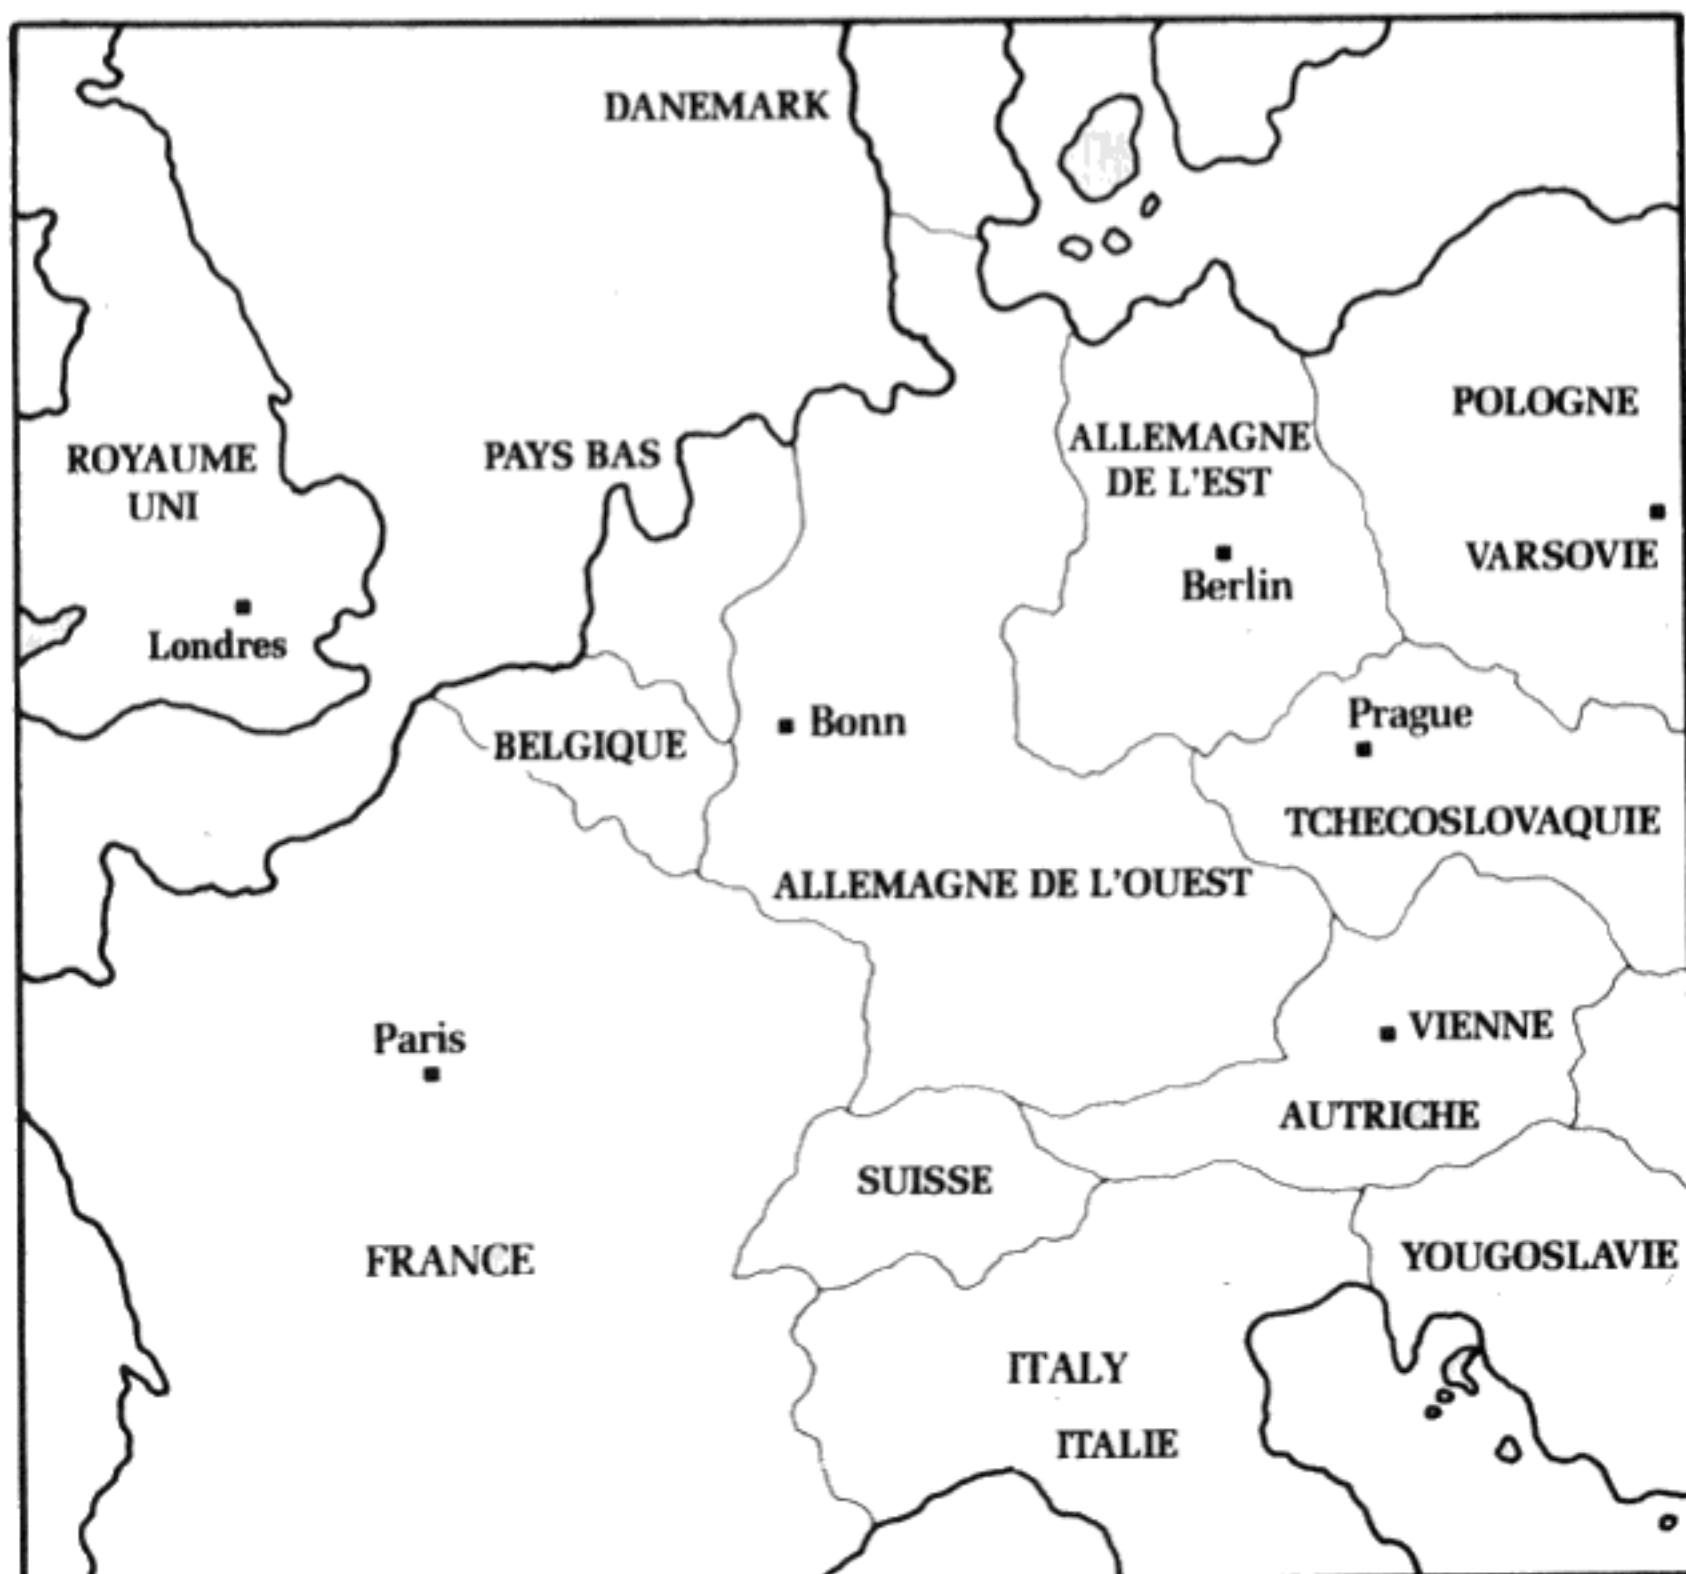 DANEMARK
POLOGNE
ROYAUME
UNI
PAYS BAS
ALLEMAGNE
DE L'EST
VARSOVIE
Berlin
Londres
Prague
Bonn
BELGIQUE
TCHECOSLOVAQUIE
ALLEMAGNE DE L'OUEST
VIENNE
Paris
AUTRICHE
SUISSE
FRANCE
YOUGOSLAVIE
ITALY
ITALIE